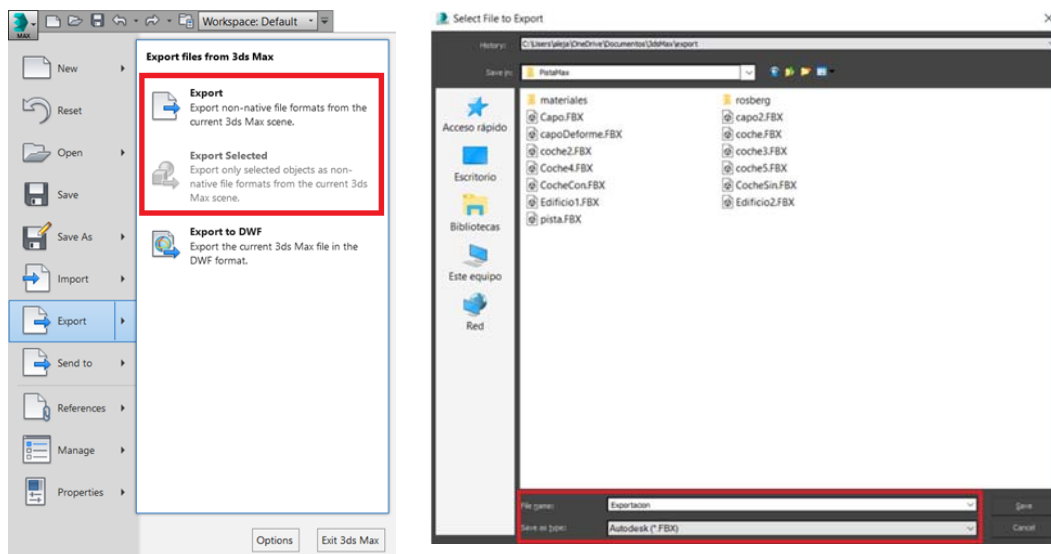 Workspace: Default
MAX
New
Reset
Open
Save
Save As
Import
Export
Send to
References
Manage
Properties
Export files from 3ds Max
Export
Export non-native file formats from the
current 3ds Max scene.
Export Selected
Export only selected objects as non-
native file formats from the current 3ds
Max scene.
Export to DWF
Export the current 3ds Max file in the
DWF format.
Options
Exit 3ds Max
Select File to Export
History:
C:\Users\aleja\OneDrive\Documentos\3dsMax\export
Save in:
PistaMax
Acceso rápido
Escritorio
Bibliotecas
Este equipo
Red
materiales
rosberg
Capo.FBX
capo2.FBX
capoDeforme.FBX
coche.FBX
coche2.FBX
coche3.FBX
Coche4.FBX
coche5.FBX
CocheCon.FBX
CocheSin.FBX
Edificio1.FBX
Edificio2.FBX
pista.FBX
File name:
Exportacion
Save
Save as type:
Autodesk (*.FBX)
Cancel